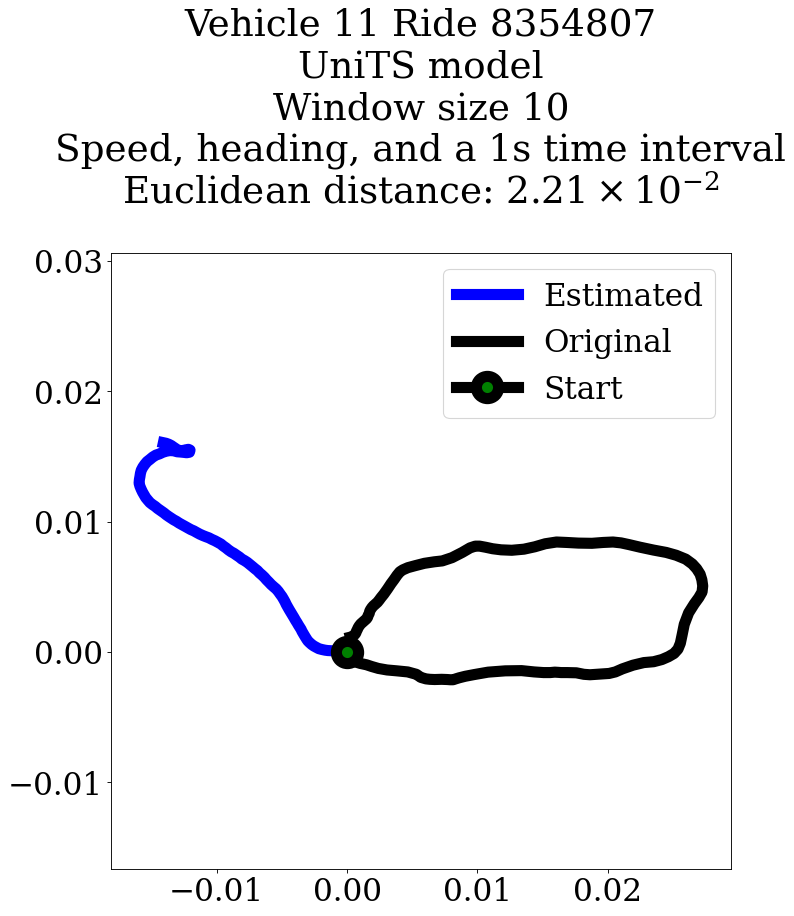 Vehicle 11 Ride 8354807
UniTS model
Window size 10
Speed, heading, and a 1s time interval
Euclidean distance: 2.21 × 10⁻²
0.03
0.02
0.01
0.00
−0.01
Estimated
Original
Start
−0.01 0.00 0.01 0.02